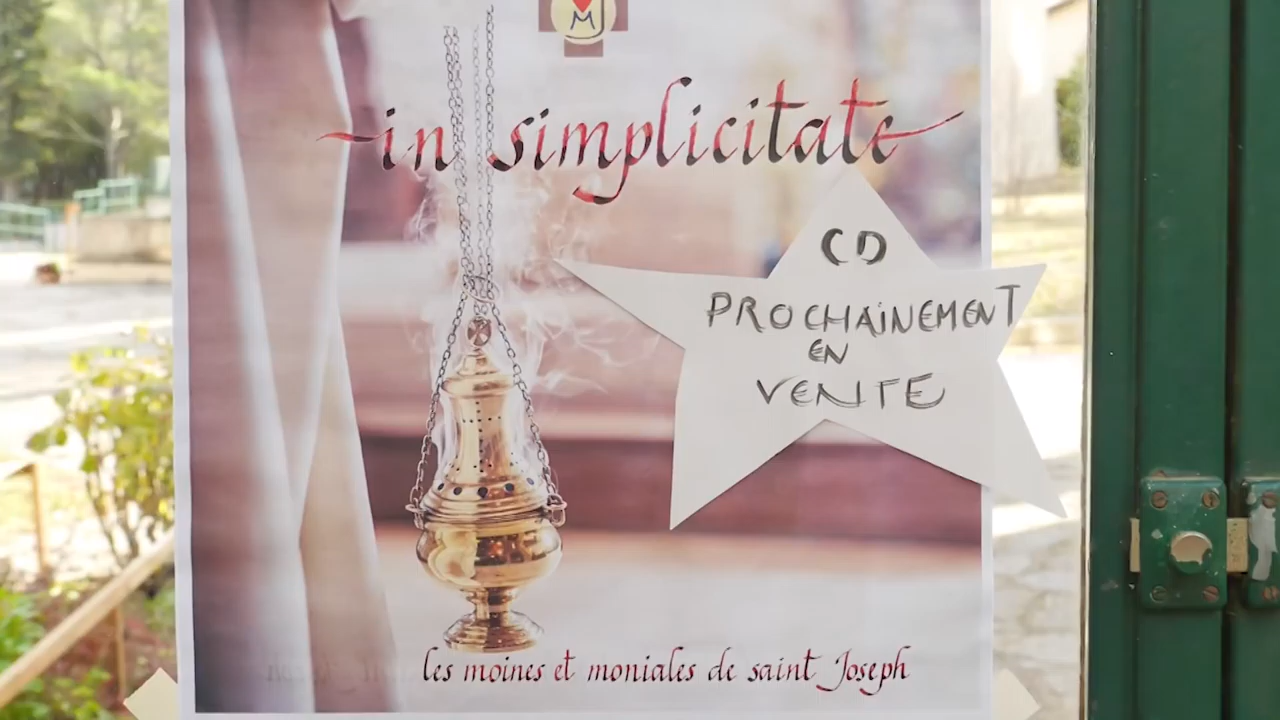 M
in simplicitate
CD
PROCHAINEMENT
EN
VENTE
les moines et moniales de saint Joseph